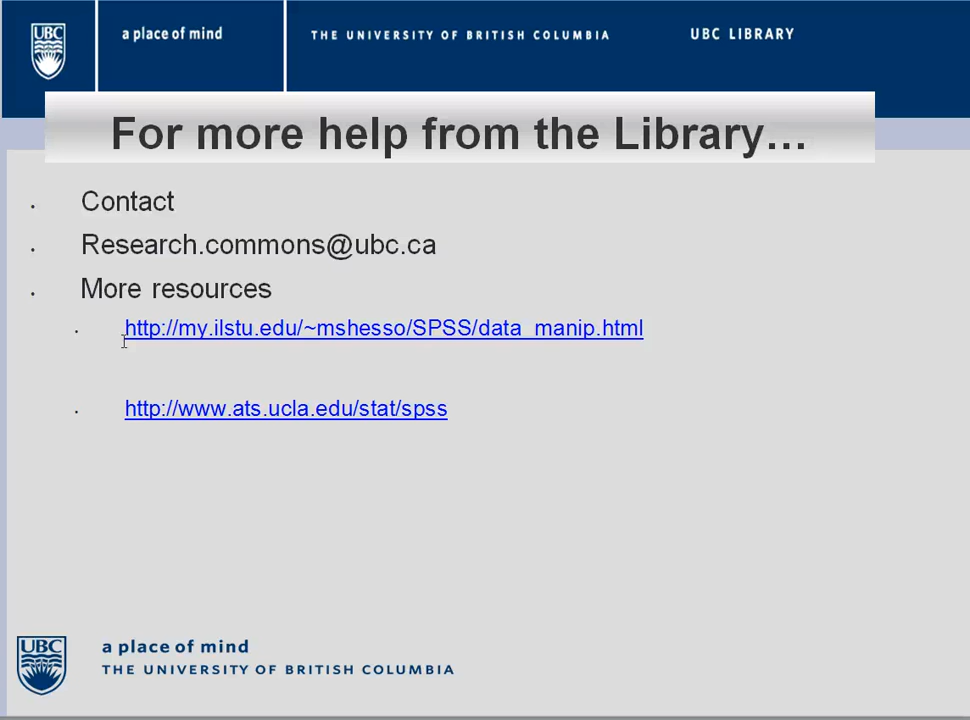 UBC
a place of mind
THE UNIVERSITY OF BRITISH COLUMBIA
UBC LIBRARY
For more help from the Library…
Contact
Research.commons@ubc.ca
More resources
http://my.ilstu.edu/~mshesso/SPSS/data_manip.html
http://www.ats.ucla.edu/stat/spss
UBC
a place of mind
THE UNIVERSITY OF BRITISH COLUMBIA